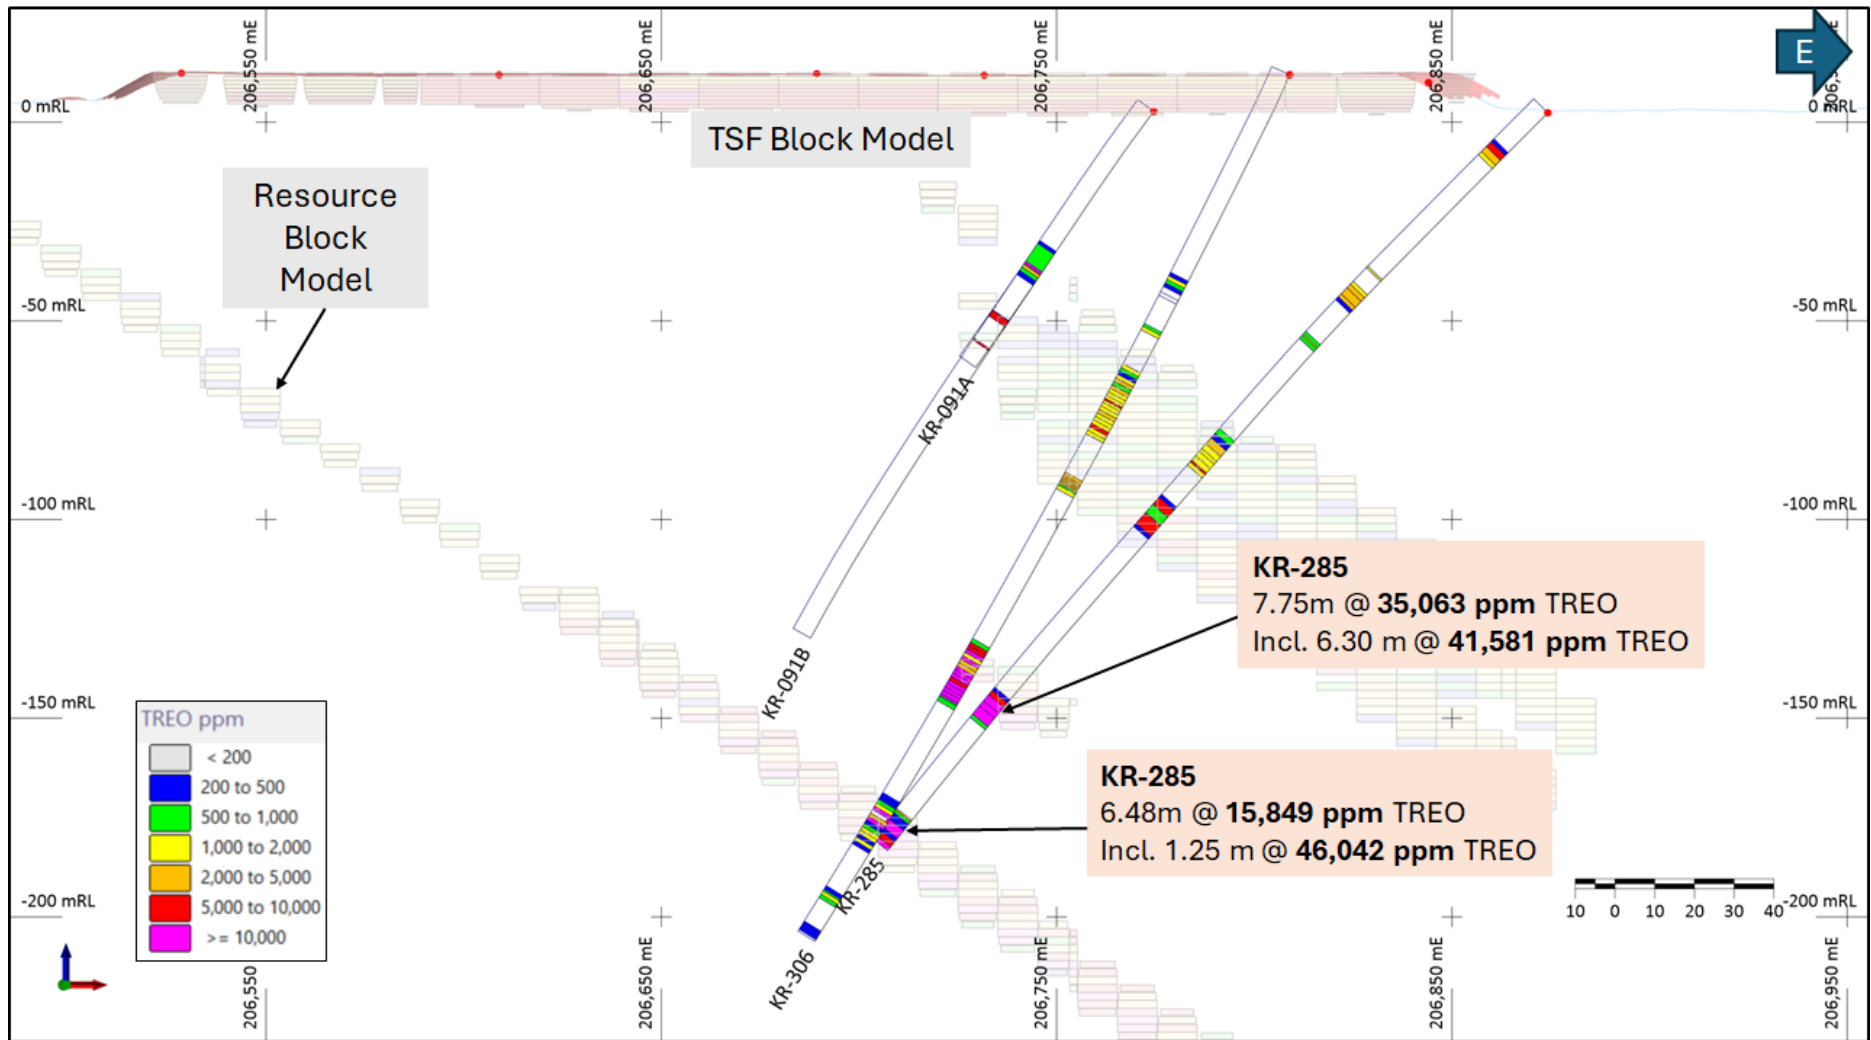 206,550 mE
206,650 mE
206,750 mE
206,850 mE
E
0 mRL
0 mRL
TSF Block Model
Resource
Block
Model
-50 mRL
-50 mRL
KR-091A
-100 mRL
-100 mRL
KR-285
7.75m @ 35,063 ppm TREO
Incl. 6.30 m @ 41,581 ppm TREO
KR-091B
-150 mRL
-150 mRL
TREO ppm
< 200
200 to 500
500 to 1,000
1,000 to 2,000
2,000 to 5,000
5,000 to 10,000
>= 10,000
KR-285
6.48m @ 15,849 ppm TREO
Incl. 1.25 m @ 46,042 ppm TREO
KR-285
-200 mRL
-200 mRL
10 0 10 20 30 40
KR-306
206,550
206,650 mE
206,750 mE
206,850 mE
206,950 mE